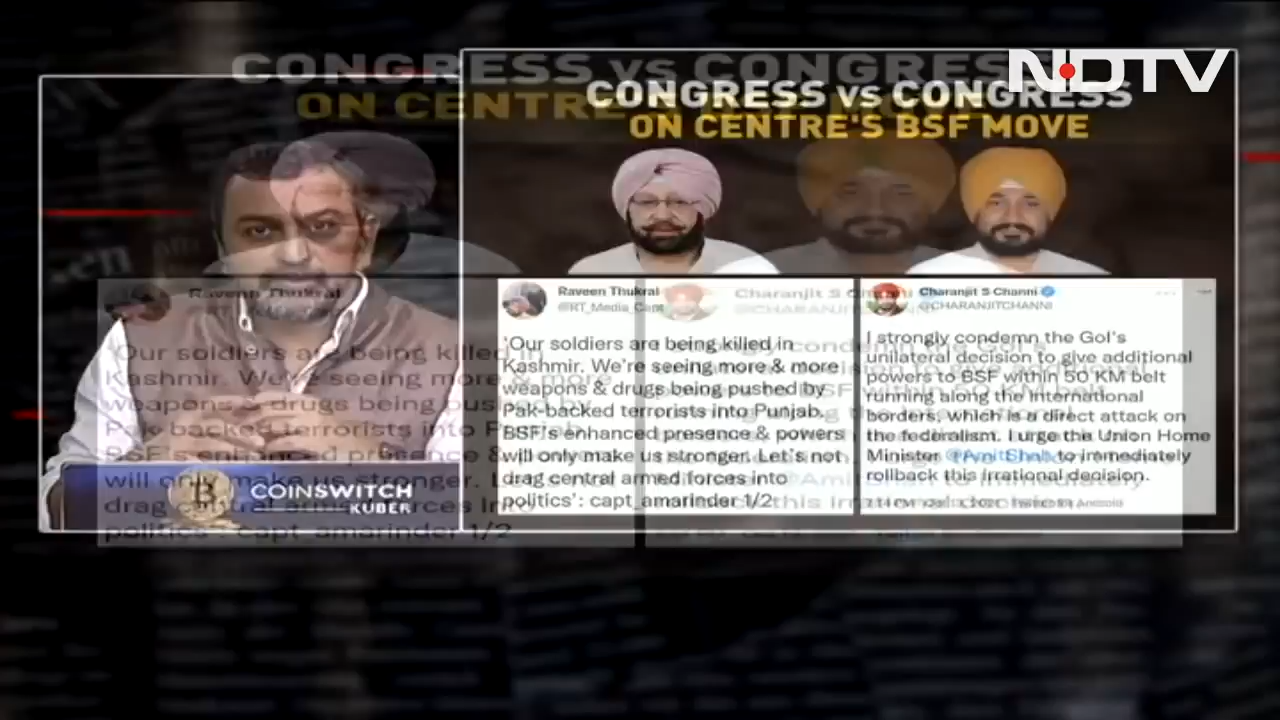 NDTV
CONGRESS vs CONGRESS
ON CENTRE'S BSF MOVE
Raveen Thukral
@RT_Media_Capt
'Our soldiers are being killed in
Kashmir. We're seeing more & more
weapons & drugs being pushed by
Pak-backed terrorists into Punjab.
BSF's enhanced presence & powers
will only make us stronger. Let's not
drag central armed forces into
politics': capt_amarinder 1/2
Charanjit S Channi
@CHARANJITCHANNI
I strongly condemn the GoI's
unilateral decision to give additional
powers to BSF within 50 KM belt
running along the international
borders, which is a direct attack on
the federalism. I urge the Union Home
Minister @AmitShah to immediately
rollback this irrational decision.
COINSWITCH
KUBER